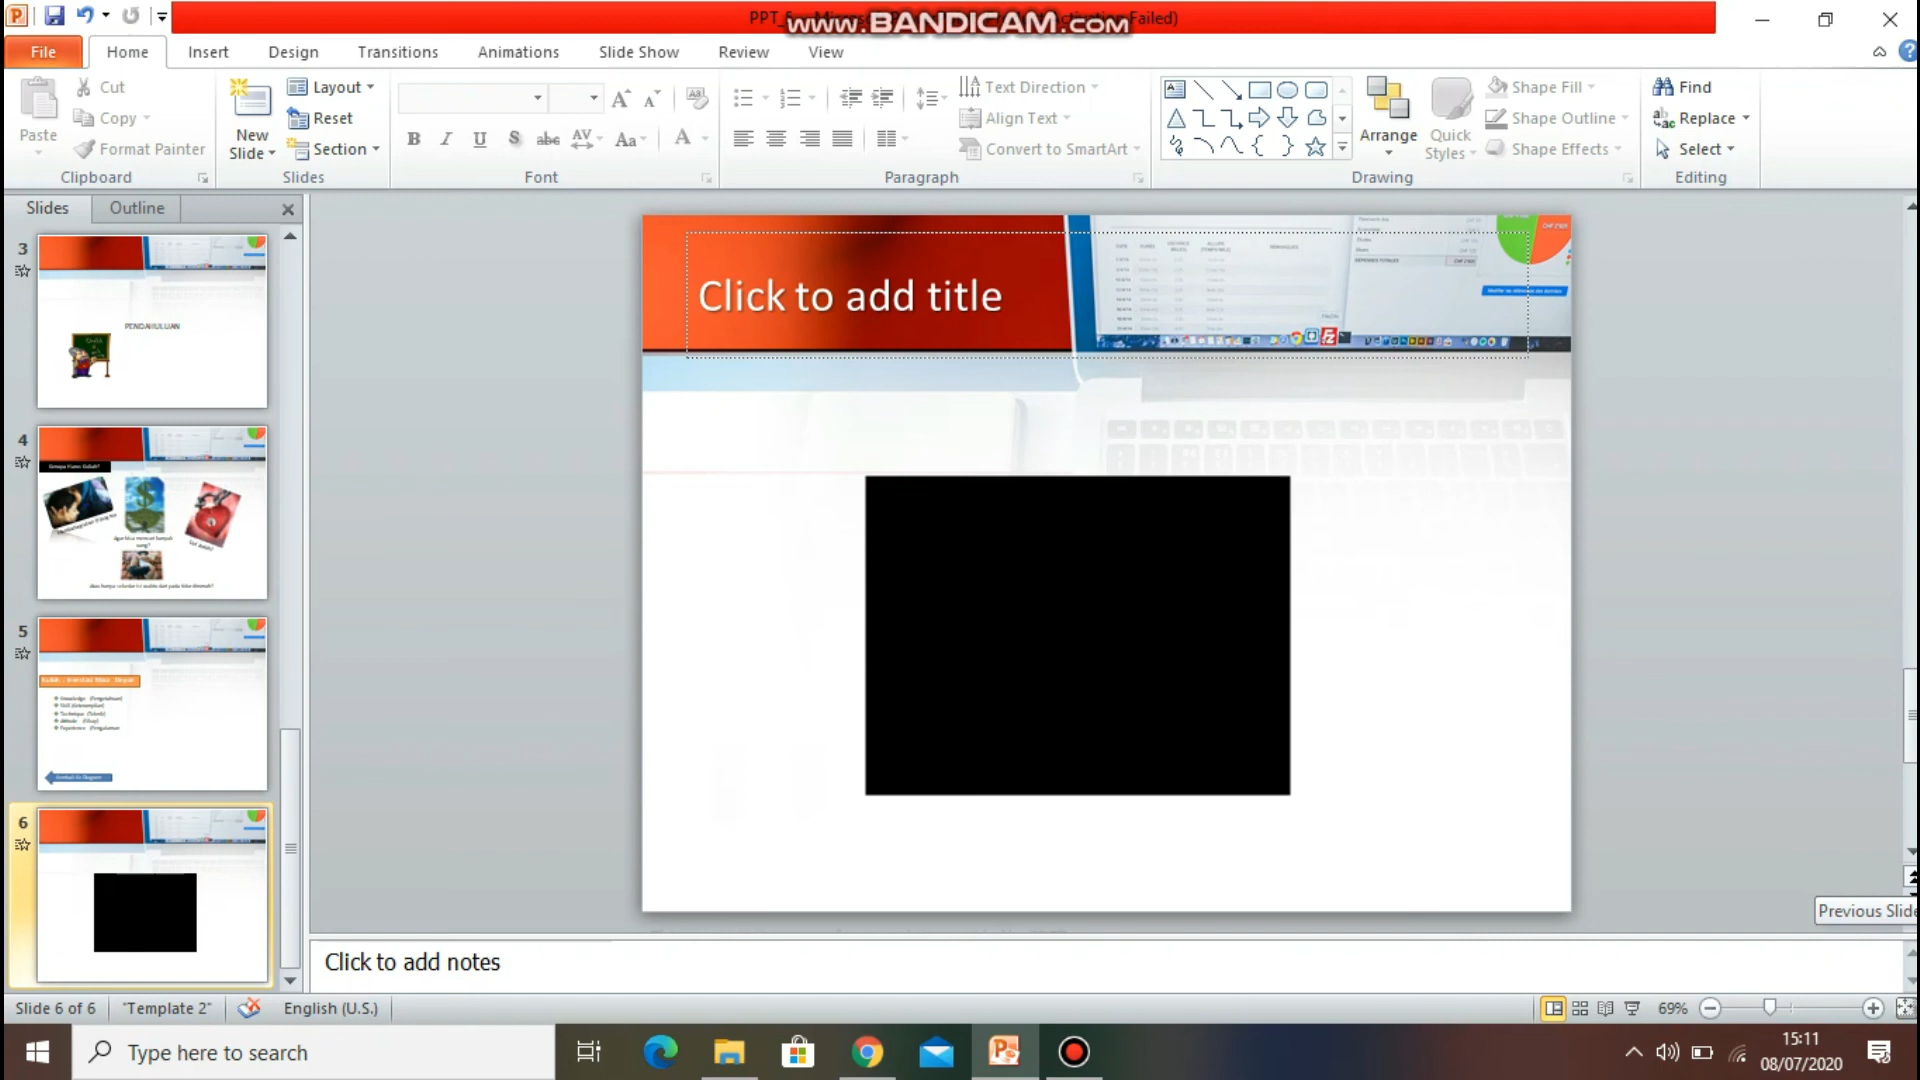 PPT
www.BANDICAM.com
Failed)
File Home Insert Design Transitions Animations Slide Show Review View
Paste
Cut
Copy
Format Painter
Clipboard
New
Slide
Layout
Reset
Section
Slides
Font
Text Direction
Align Text
Convert to SmartArt
Paragraph
Arrange
Quick
Styles
Shape Fill
Shape Outline
Shape Effects
Drawing
Find
Replace
Select
Editing
Slides Outline
3
PENDAHULUAN
4
5
6
Click to add title
Previous Slide
Click to add notes
Slide 6 of 6 "Template 2" English (U.S.) 69%
Type here to search
15:11
08/07/2020